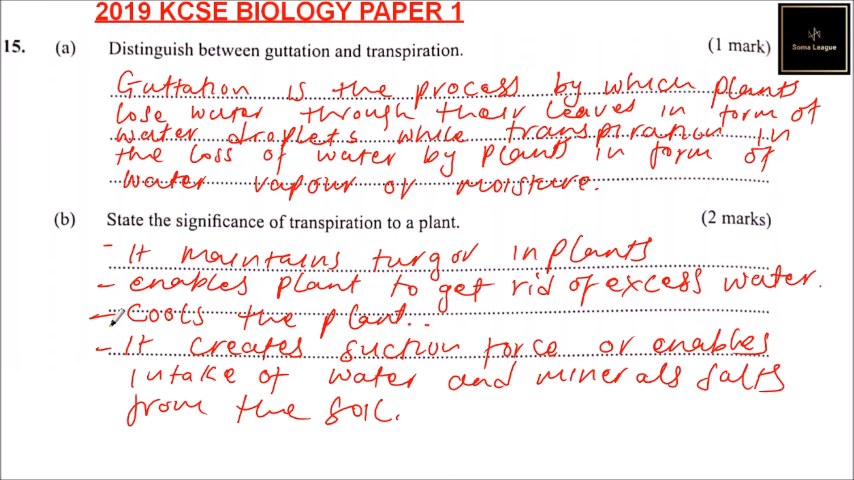 2019 KCSE BIOLOGY PAPER 1
15. (a) Distinguish between guttation and transpiration. (1 mark)
Soma League
Guttation is the process by which plants
lose water through their leaves in form of
water droplets while transpiration in
the loss of water by plants in form of
water vapour or moisture.
(b) State the significance of transpiration to a plant. (2 marks)
- It maintains turgor in plants
- enables plant to get rid of excess water.
- Cools the plant..
- It creates suction force or enables
intake of water and minerals salts
from the soil.